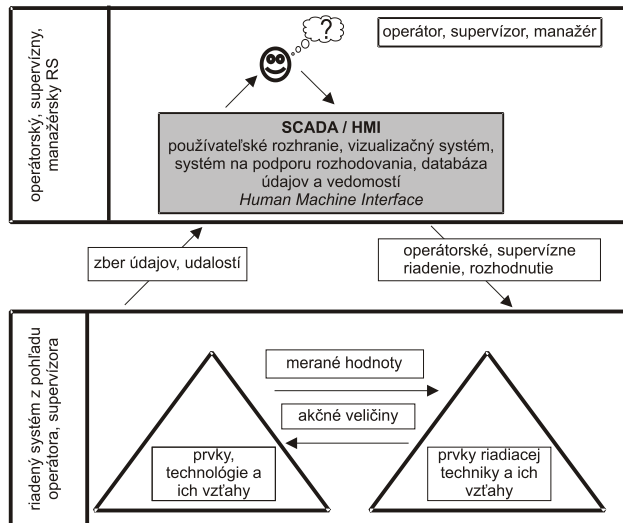 operátorský, supervízny,
manažérsky RS
?
operátor, supervízor, manažér
SCADA / HMI
používateľské rozhranie, vizualizačný systém,
systém na podporu rozhodovania, databáza
údajov a vedomostí
Human Machine Interface
zber údajov, udalostí
operátorské, supervízne
riadenie, rozhodnutie
riadený systém z pohľadu
operátora, supervízora
merané hodnoty
akčné veličiny
prvky,
technológie a
ich vzťahy
prvky riadiacej
techniky a ich
vzťahy